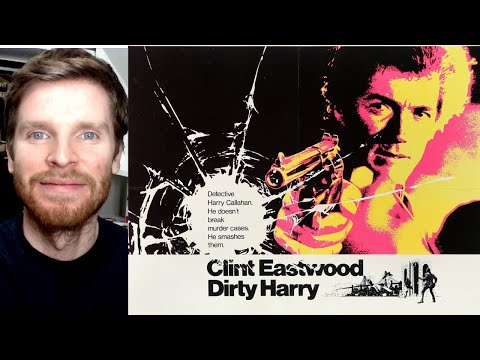 Detective
Harry Callahan.
He doesn't
break
murder cases.
He smashes
them.
Clint Eastwood
Dirty Harry